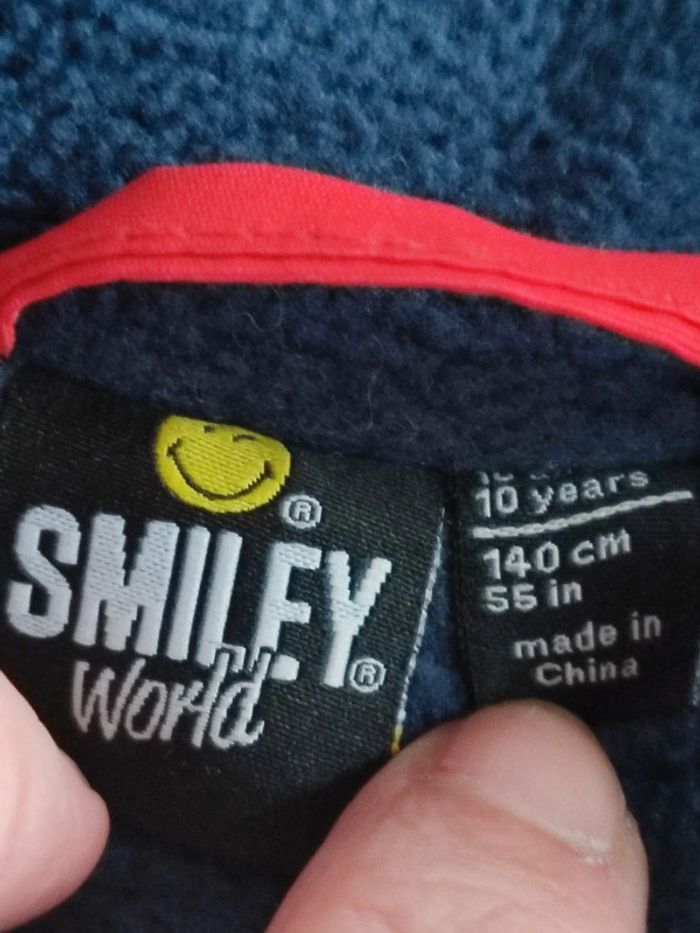 ®
SMILEY
World®
10 years
140 cm
55 in
made in
China